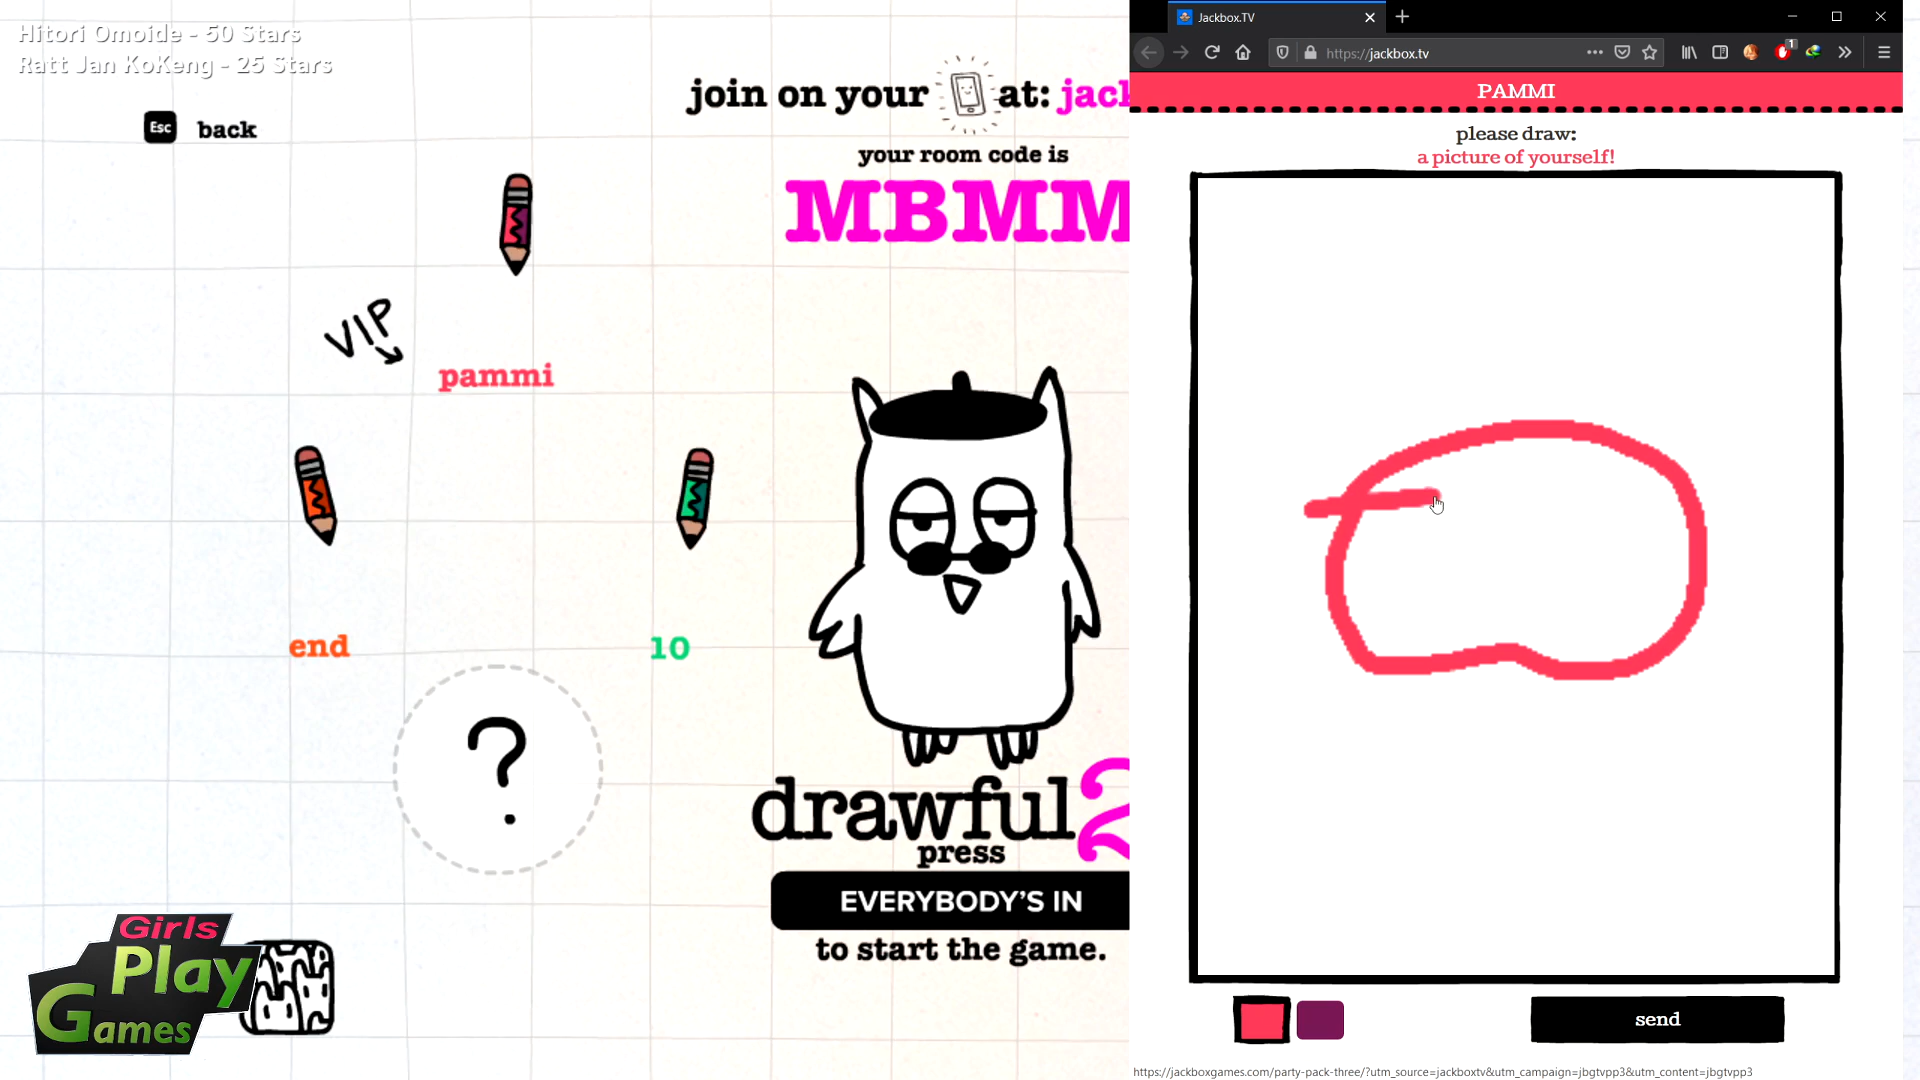 Hitori Omoide - 50 Stars
Ratt Jan KoKeng - 25 Stars
Esc back
join on your at: jack
your room code is
MBMM
VIP
pammi
end
10
?
drawful 2
press
EVERYBODY'S IN
to start the game.
Girls
Play
Games
Jackbox.TV
https://jackbox.tv
1
PAMMI
please draw:
a picture of yourself!
send
https://jackboxgames.com/party-pack-three/?utm_source=jackboxtv&utm_campaign=jbgtvpp3&utm_content=jbgtvpp3